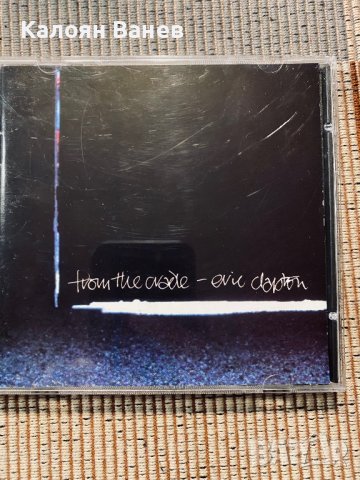 Калоян Ванев
from the cradle - eric clapton